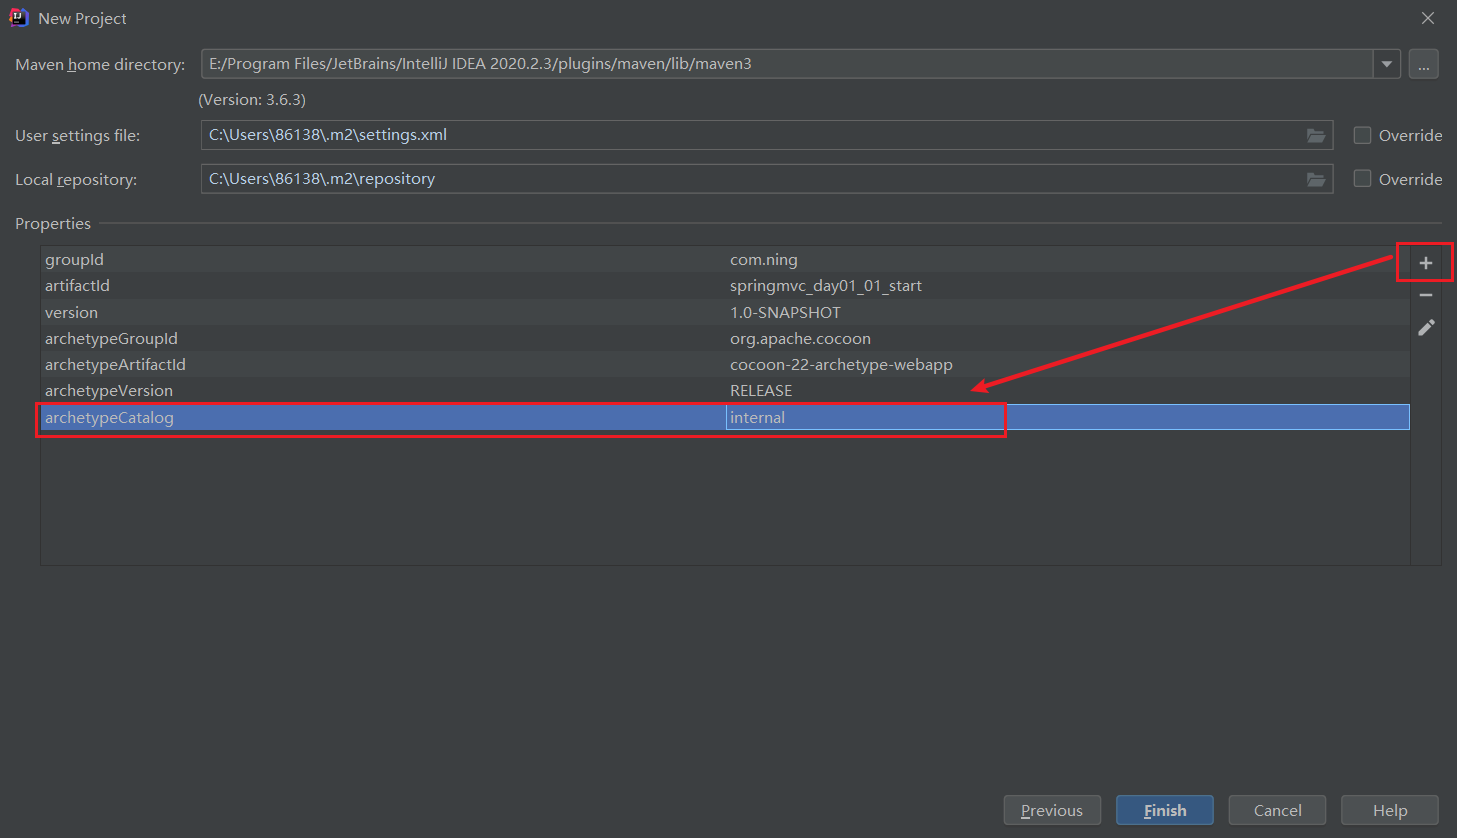 New Project
Maven home directory: E:/Program Files/JetBrains/IntelliJ IDEA 2020.2.3/plugins/maven/lib/maven3 ...
(Version: 3.6.3)
User settings file: C:\Users\86138\.m2\settings.xml Override
Local repository: C:\Users\86138\.m2\repository Override
Properties
groupId com.ning
artifactId springmvc_day01_01_start
version 1.0-SNAPSHOT
archetypeGroupId org.apache.cocoon
archetypeArtifactId cocoon-22-archetype-webapp
archetypeVersion RELEASE
archetypeCatalog internal
Previous Finish Cancel Help